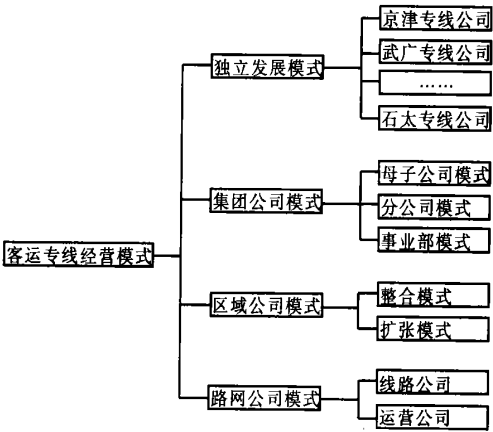 客运专线经营模式
独立发展模式
京津专线公司
武广专线公司
……
石太专线公司
集团公司模式
母子公司模式
分公司模式
事业部模式
区域公司模式
整合模式
扩张模式
路网公司模式
线路公司
运营公司